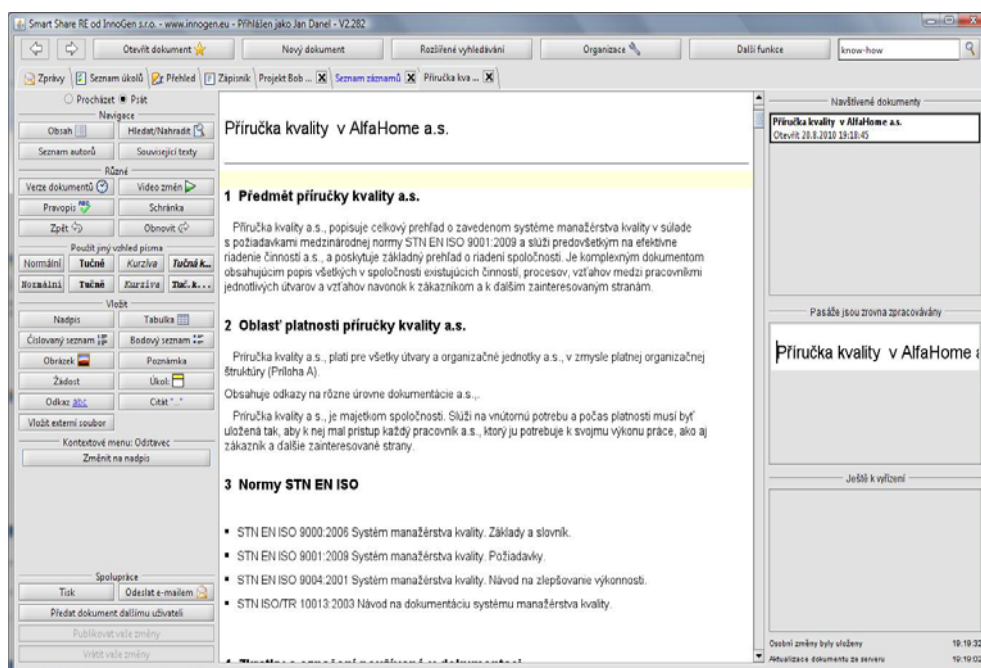 Smart Share RE od InnoGen s.r.o. - www.innogen.eu - Přihlášen jako Jan Danel - V2.282
Otevřít dokument
Nový dokument
Rozšířené vyhledávání
Organizace
Další funkce
know-how
Zprávy
Seznam úkolů
Přehled
Zápisník
Projekt Bob ...
Seznam záznamů
Příručka kva ...
Procházet
Psát
Navigace
Obsah
Hledat/Nahradit
Seznam autorů
Související texty
Různé
Verze dokumentů
Video změn
Pravopis
Schránka
Zpět
Obnovit
Použít jiný vzhled písma
Normální
Tučné
Kurzíva
Tučná k...
Normální
Tučné
Kurzíva
Tuč.k...
Vložit
Nadpis
Tabulka
Číslovaný seznam
Bodový seznam
Obrázek
Poznámka
Žádost
Úkol:
Odkaz abc
Citát "..."
Vložit externí soubor
Kontextové menu: Odstavec
Změnit na nadpis
Spolupráce
Tisk
Odeslat e-mailem
Předat dokument dalšímu uživateli
Publikovat vaše změny
Vrátit vaše změny
Příručka kvality v AlfaHome a.s.
1 Předmět příručky kvality a.s.
Príručka kvality a.s., popisuje celkový prehľad o zavedenom systéme manažérstva kvality v súlade
s požiadavkami medzinárodnej normy STN EN ISO 9001:2009 a slúži predovšetkým na efektívne
riadenie činností a.s., a poskytuje základný prehľad o riadení spoločnosti. Je komplexným dokumentom
obsahujúcim popis všetkých v spoločnosti existujúcich činností, procesov, vzťahov medzi pracovníkmi
jednotlivých útvarov a vzťahov navonok k zákazníkom a k ďalším zainteresovaným stranám.
2 Oblasť platnosti příručky kvality a.s.
Príručka kvality a.s., platí pre všetky útvary a organizačné jednotky a.s., v zmysle platnej organizačnej
štruktúry (Príloha A).
Obsahuje odkazy na rôzne úrovne dokumentácie a.s.,.
Príručka kvality a.s., je majetkom spoločnosti. Slúži na vnútornú potrebu a počas platnosti musí byť
uložená tak, aby k nej mal prístup každý pracovník a.s., ktorý ju potrebuje k svojmu výkonu práce, ako aj
zákazník a ďalšie zainteresované strany.
3 Normy STN EN ISO
STN EN ISO 9000:2006 Systém manažérstva kvality. Základy a slovník.
STN EN ISO 9001:2009 Systém manažérstva kvality. Požiadavky.
STN EN ISO 9004:2001 Systém manažérstva kvality. Návod na zlepšovanie výkonnosti.
STN ISO/TR 10013:2003 Návod na dokumentáciu systému manažérstva kvality.
Navštívené dokumenty
Příručka kvality v AlfaHome a.s.
Otevřít 20.8.2010 19:18:45
Pasáže jsou zrovna zpracovávány
Příručka kvality v AlfaHome a
Ještě k vyřízení
Osobní změny byly uloženy 19:19:32
Aktualizace dokumentu ze serveru 19:19:02